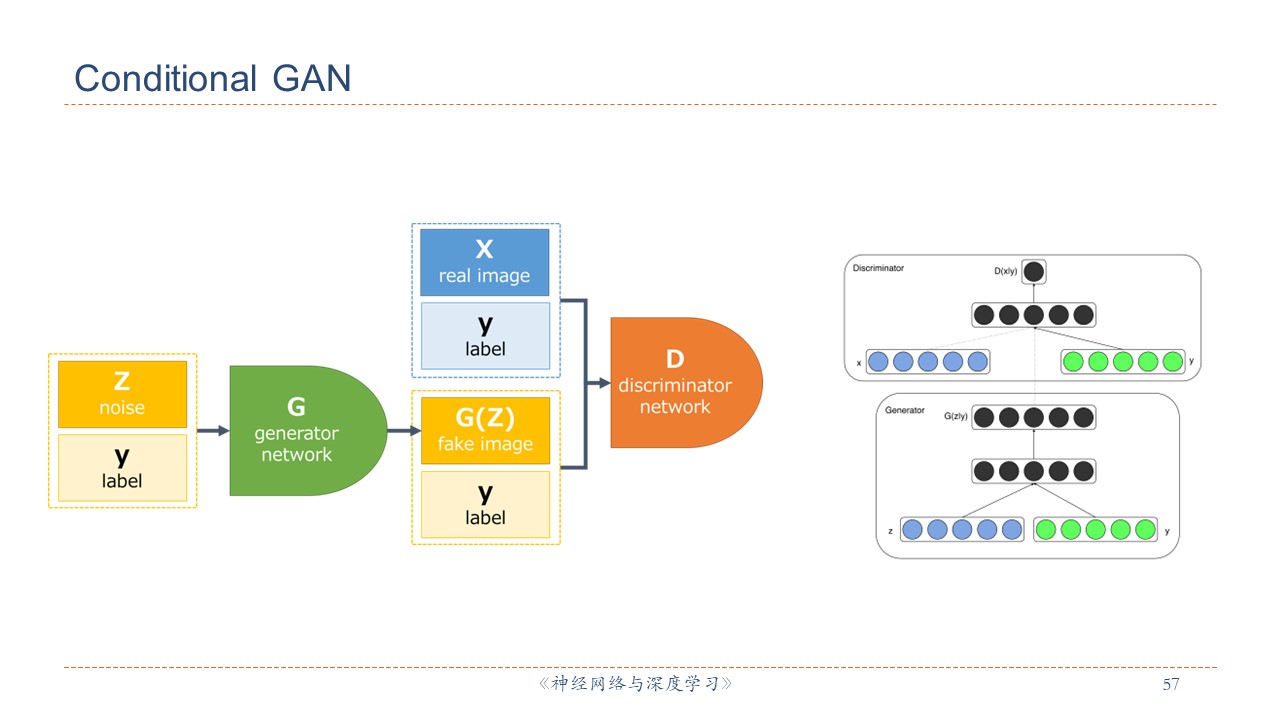 Conditional GAN
X
real image
y
label
Z
noise
y
label
G
generator
network
G(Z)
fake image
y
label
D
discriminator
network
Discriminator
D(x|y)
x
y
Generator
G(z|y)
z
y
《神经网络与深度学习》
57